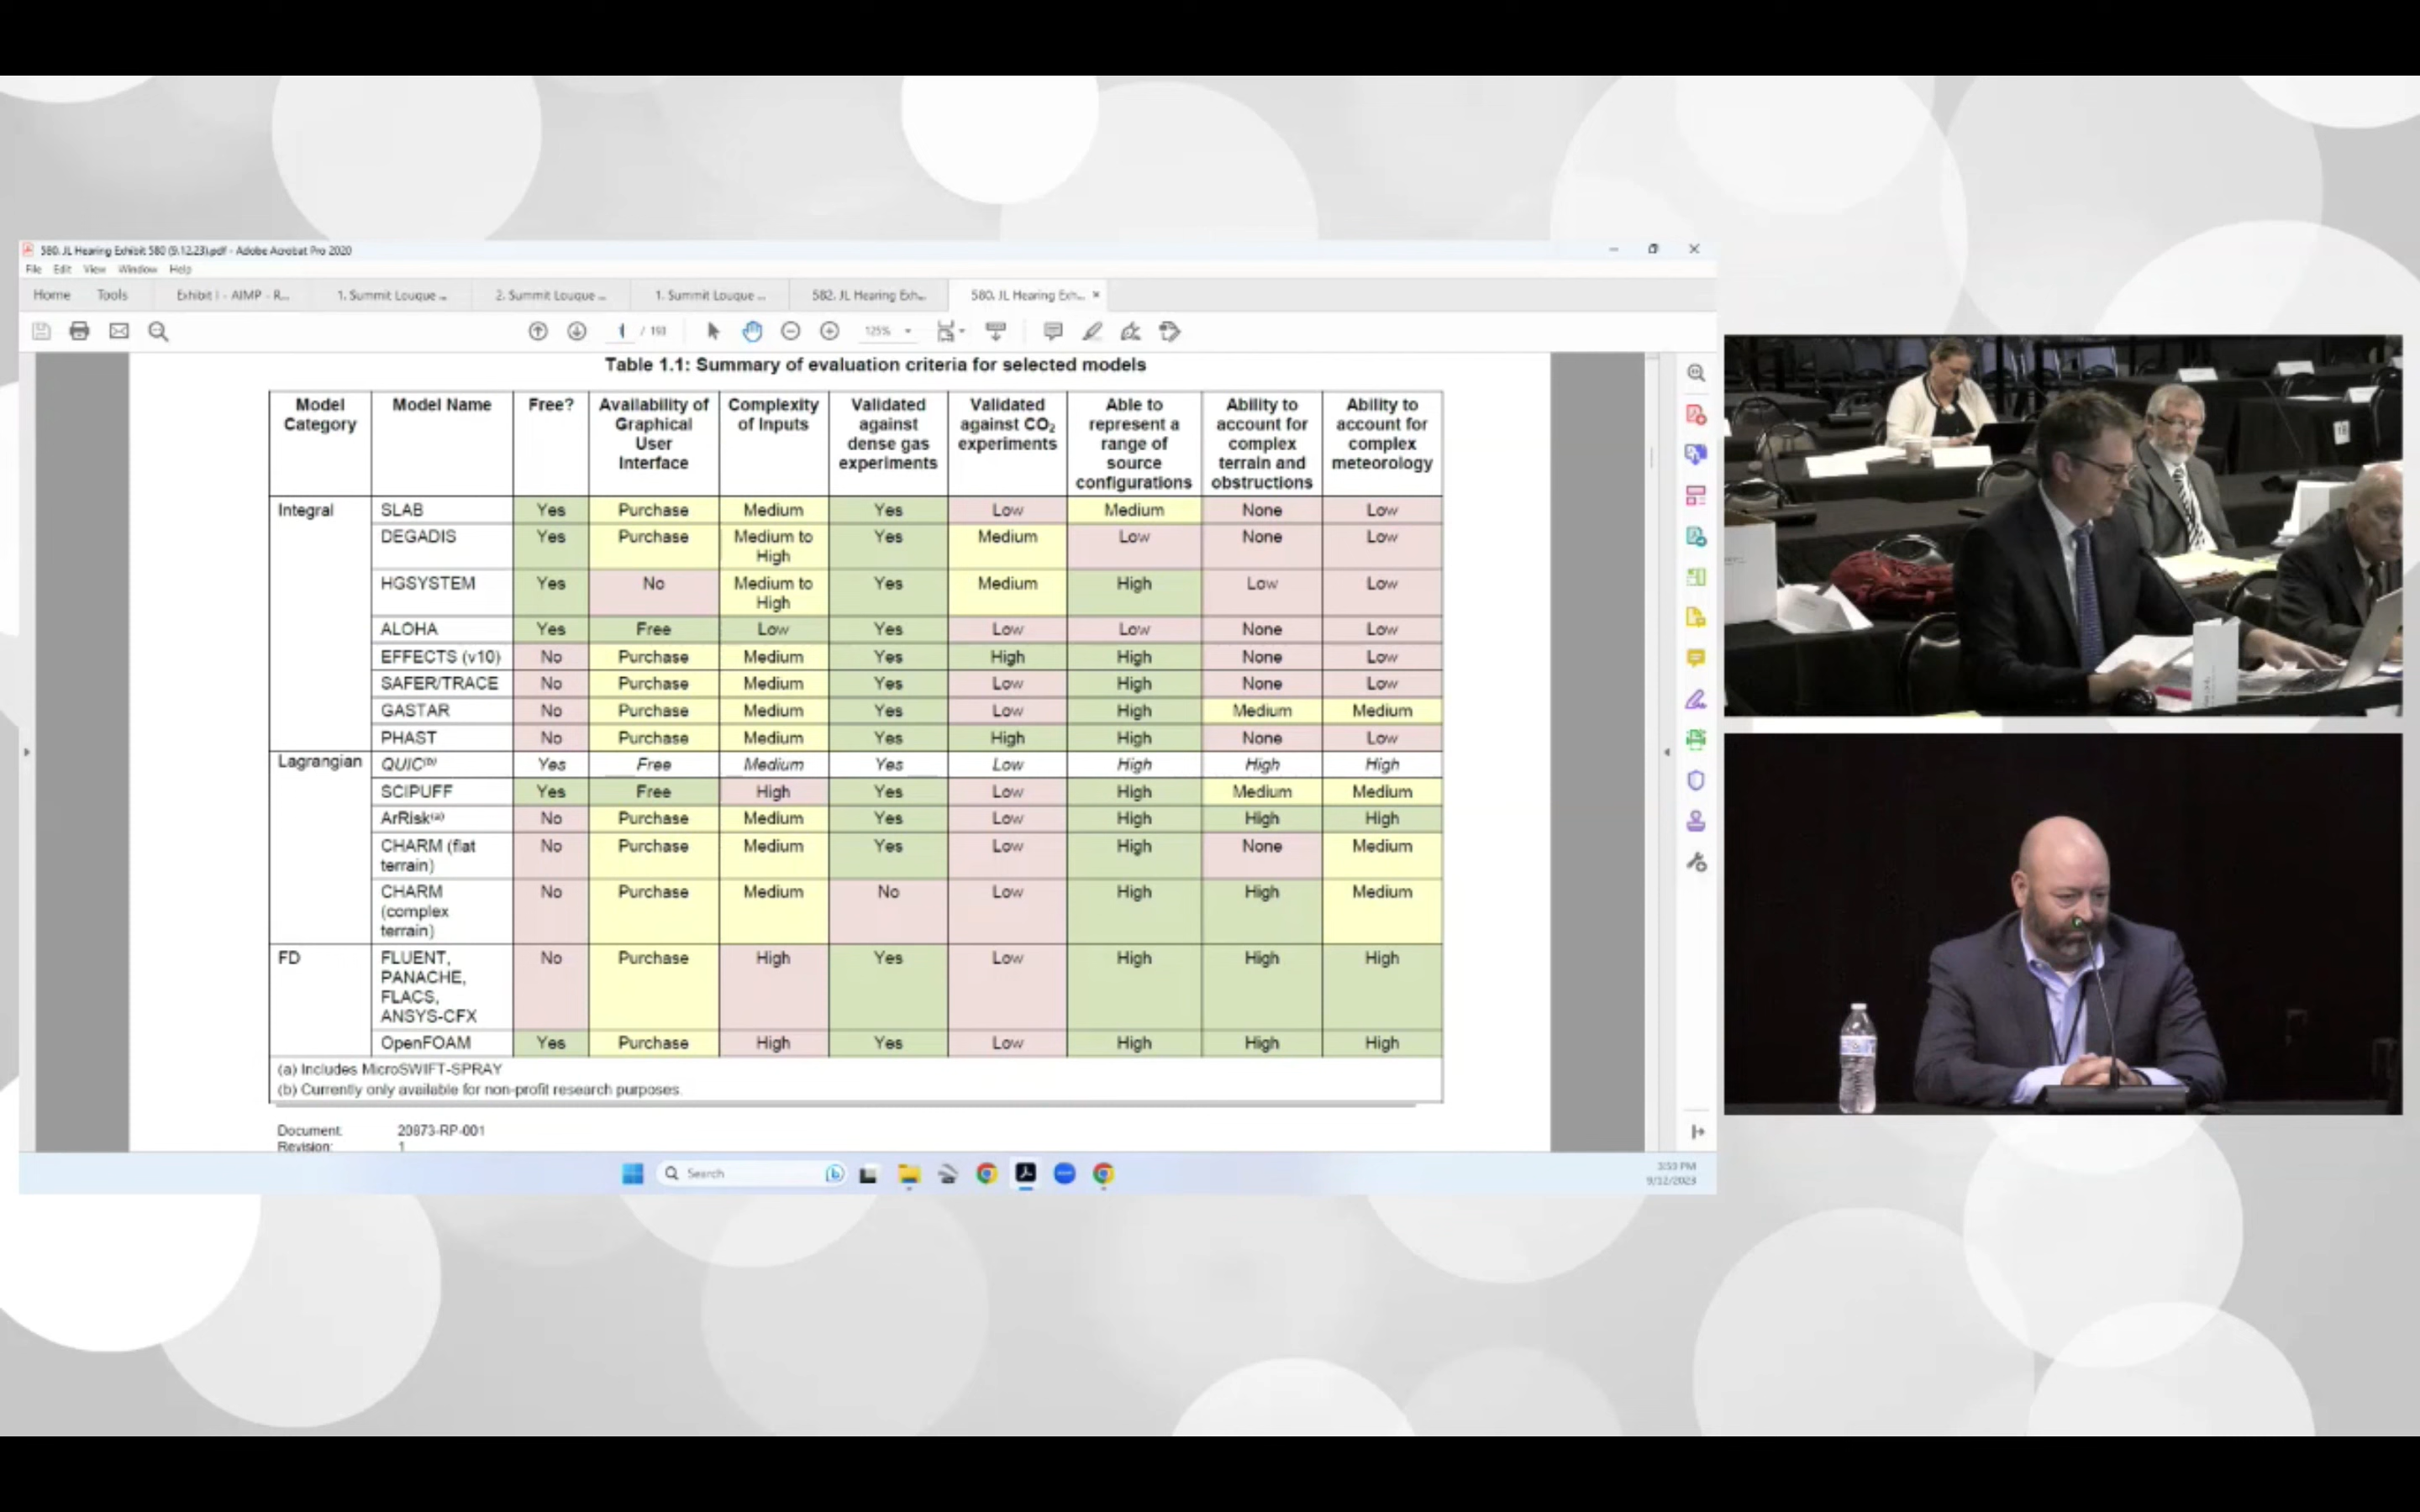 580. JL Hearing Exhibit 580 (9.12.23).pdf - Adobe Acrobat Pro 2020
File Edit View Window Help
Home Tools Exhibit I - AIMP - R... 1. Summit Louque ... 2. Summit Louque ... 1. Summit Louque ... 582. JL Hearing Exh... 580. JL Hearing Exh... ×
1 / 193 125%
Table 1.1: Summary of evaluation criteria for selected models
Model Category Model Name Free? Availability of Graphical User Interface Complexity of Inputs Validated against dense gas experiments Validated against CO₂ experiments Able to represent a range of source configurations Ability to account for complex terrain and obstructions Ability to account for complex meteorology
Integral SLAB Yes Purchase Medium Yes Low Medium None Low
DEGADIS Yes Purchase Medium to High Yes Medium Low None Low
HGSYSTEM Yes No Medium to High Yes Medium High Low Low
ALOHA Yes Free Low Yes Low Low None Low
EFFECTS (v10) No Purchase Medium Yes High High None Low
SAFER/TRACE No Purchase Medium Yes Low High None Low
GASTAR No Purchase Medium Yes Low High Medium Medium
PHAST No Purchase Medium Yes High High None Low
Lagrangian QUIC(b) Yes Free Medium Yes Low High High High
SCIPUFF Yes Free High Yes Low High Medium Medium
ArRisk(a) No Purchase Medium Yes Low High High High
CHARM (flat terrain) No Purchase Medium Yes Low High None Medium
CHARM (complex terrain) No Purchase Medium No Low High High Medium
FD FLUENT, PANACHE, FLACS, ANSYS-CFX No Purchase High Yes Low High High High
OpenFOAM Yes Purchase High Yes Low High High High
(a) Includes MicroSWIFT-SPRAY
(b) Currently only available for non-profit research purposes.
Document: 20873-RP-001
Revision: 1
Search
3:53 PM
9/12/2023